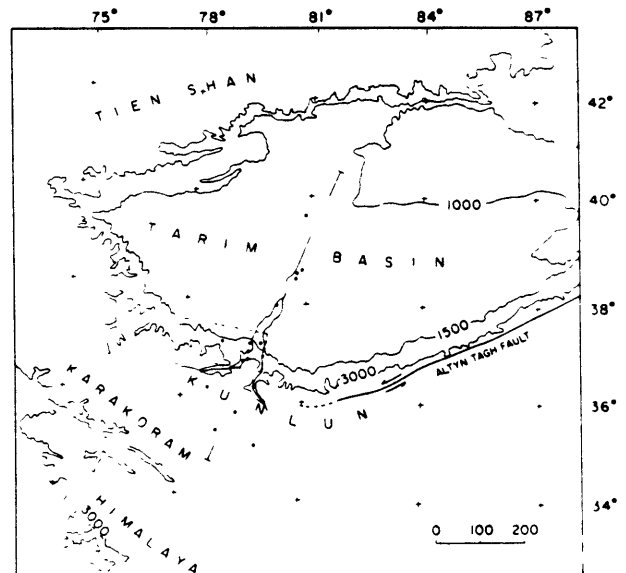 75° 78° 81° 84° 87°
TIEN SHAN
42°
40°
1000
TARIM BASIN
38°
1500
3000
ALTYN TAGH FAULT
KUNLUN
36°
KARAKORAM
34°
HIMALAYA
3000
0 100 200